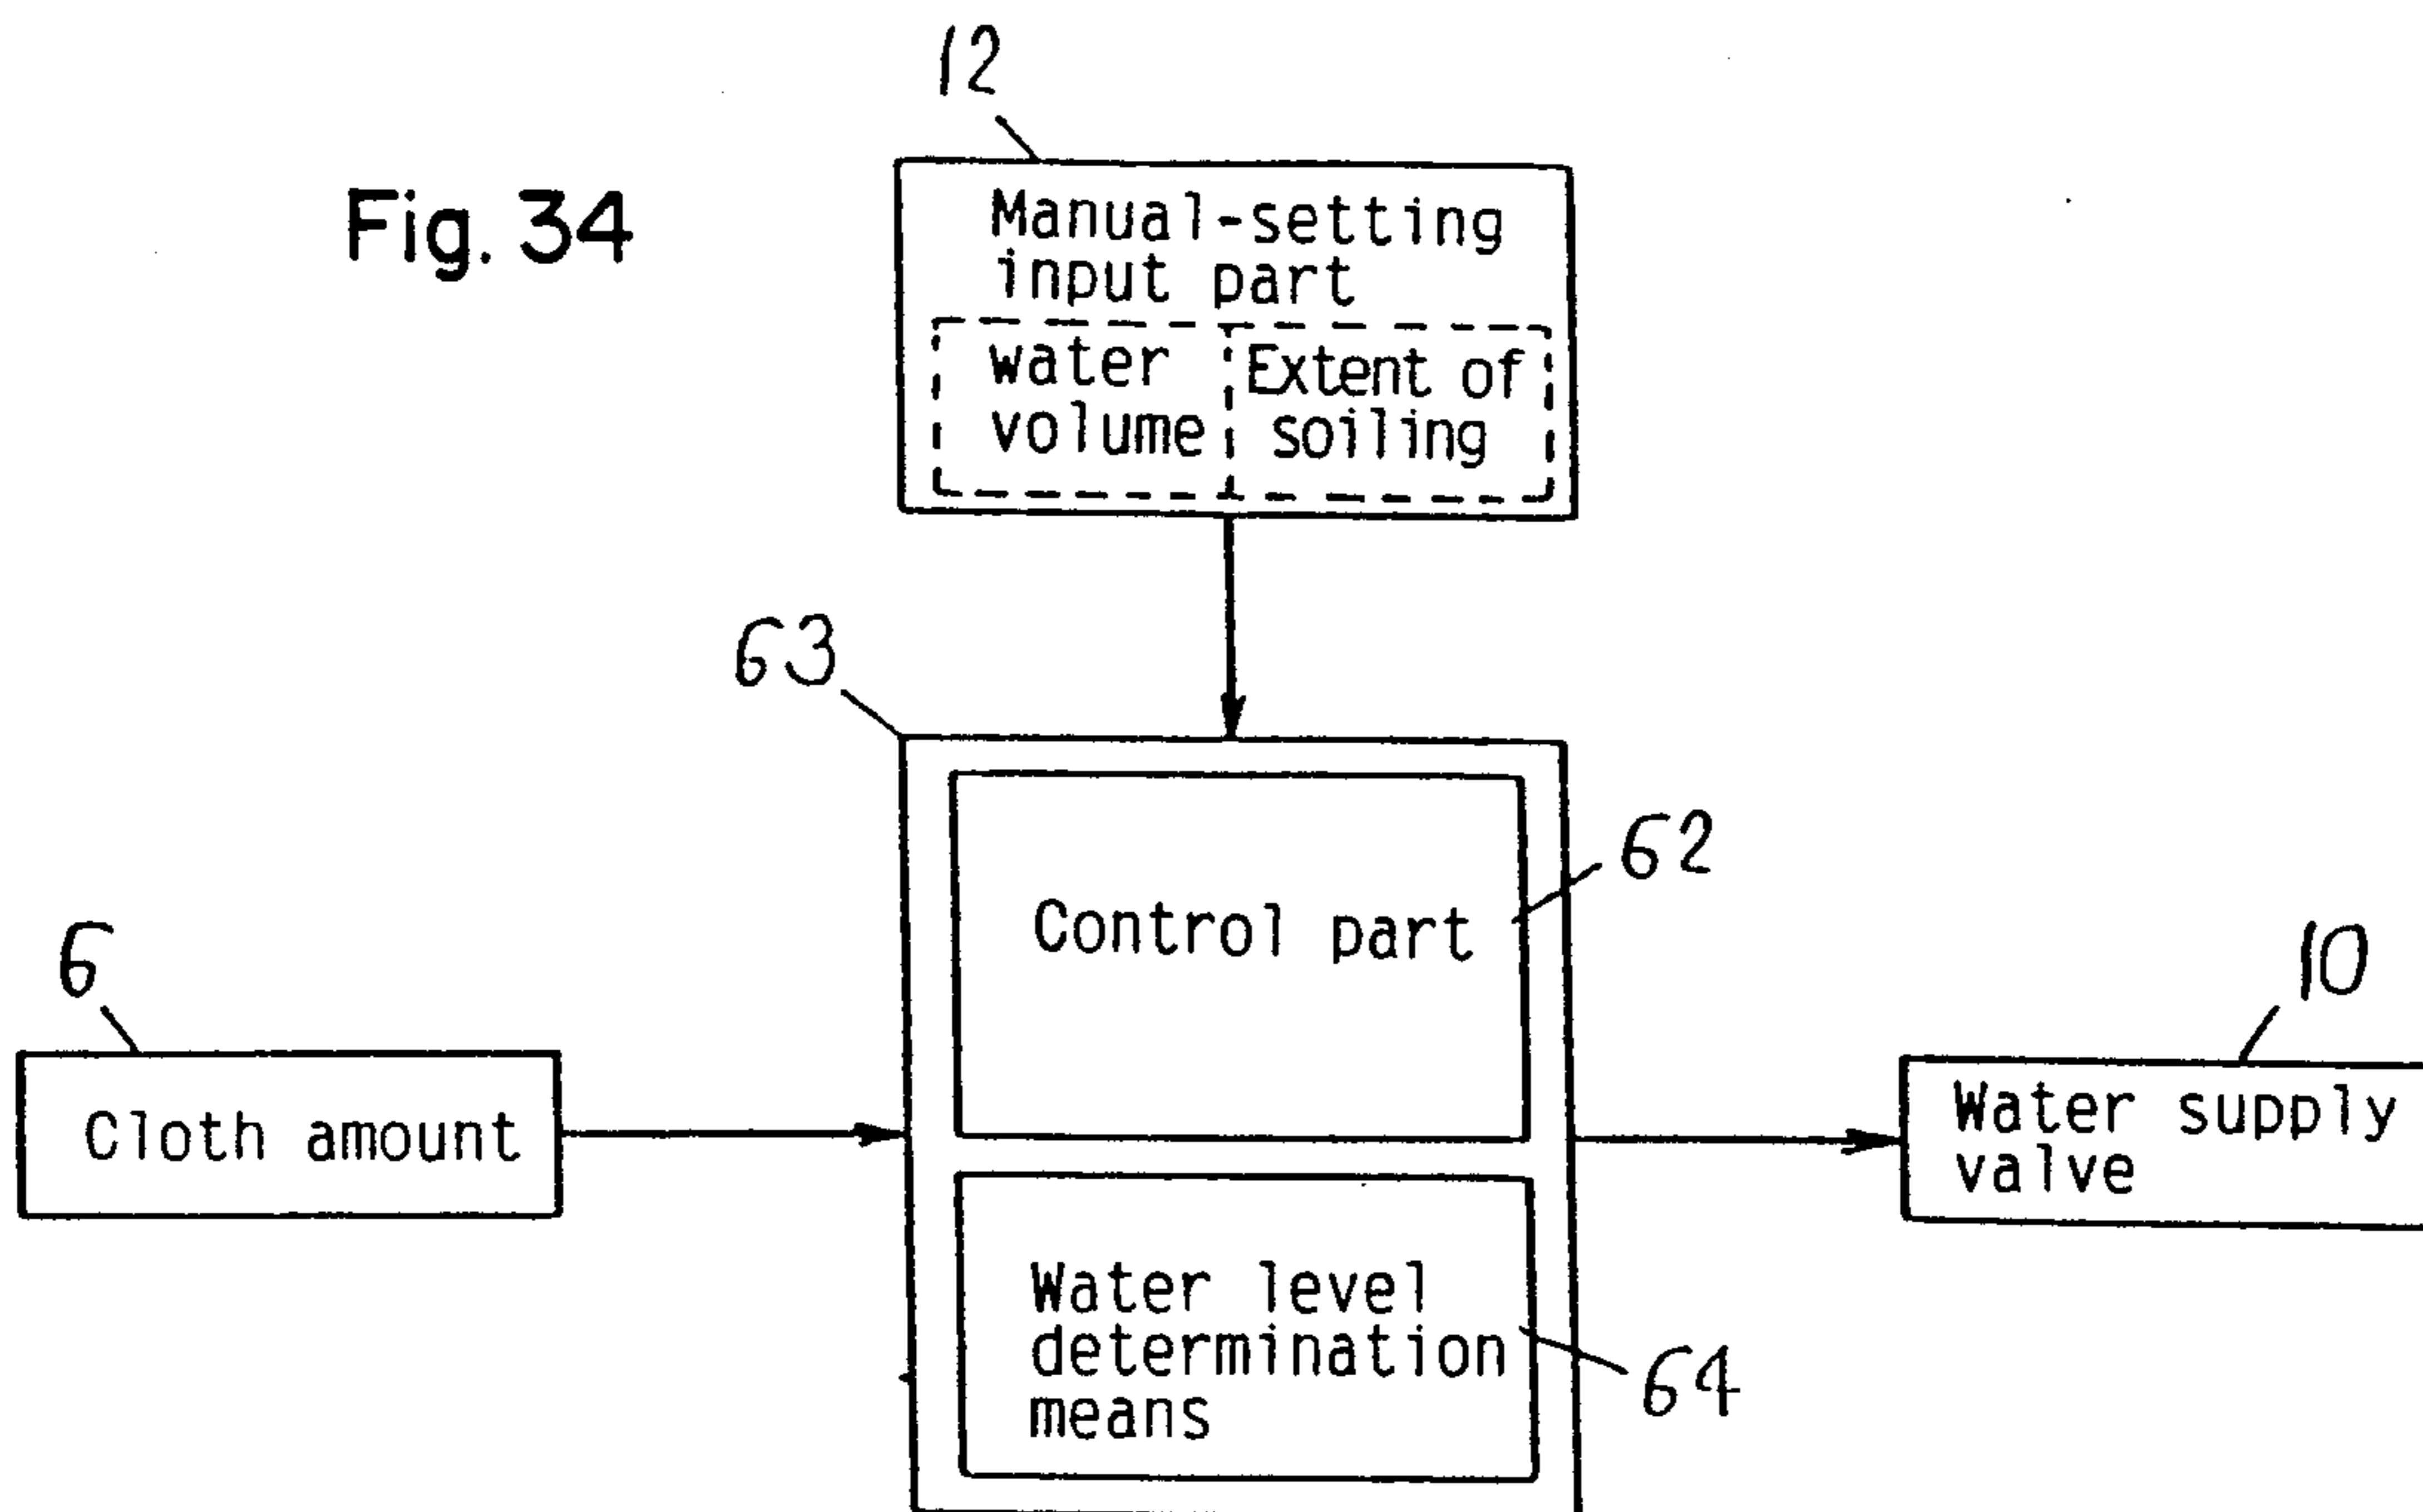 Fig. 34
12
Manual-setting
input part
water
volume
Extent of
soiling
63
Control part
62
6
Cloth amount
10
Water supply
valve
Water level
determination
means
64